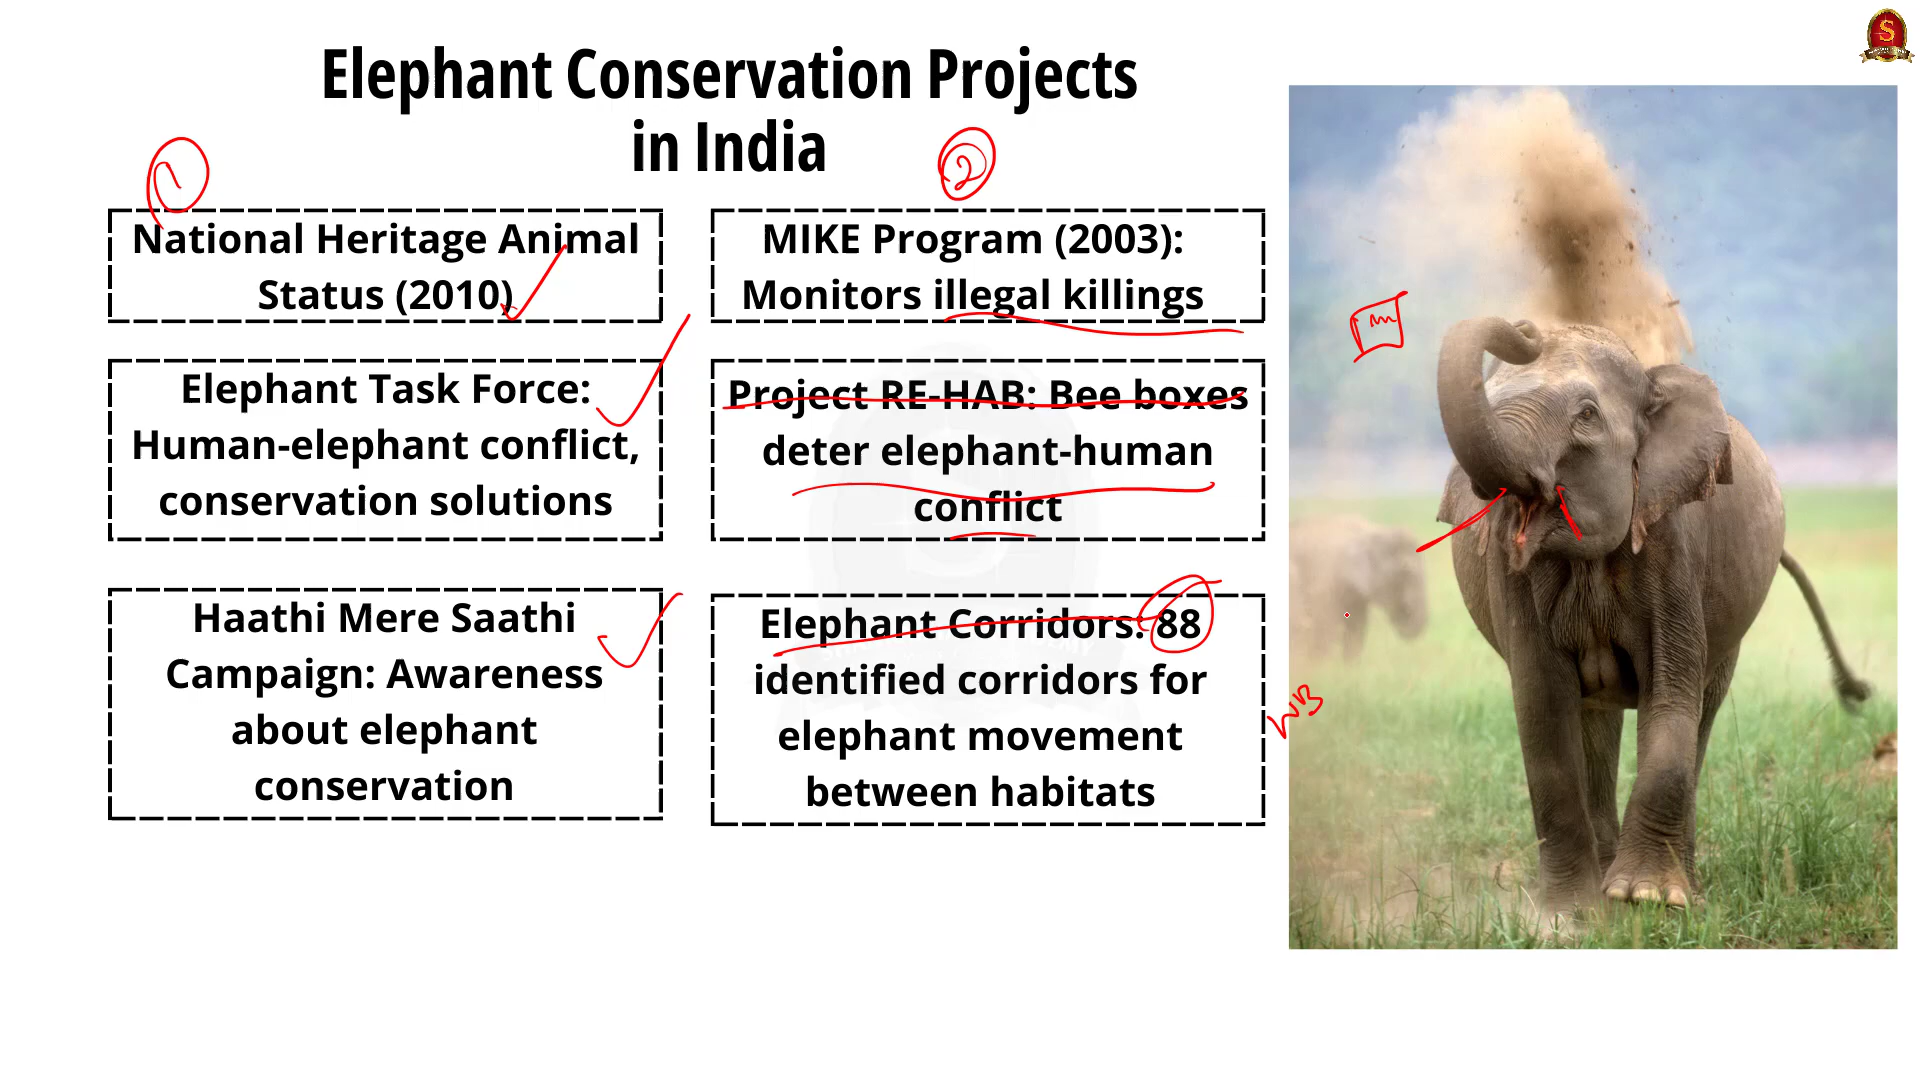 Elephant Conservation Projects
in India
1
2
National Heritage Animal
Status (2010)
MIKE Program (2003):
Monitors illegal killings
Elephant Task Force:
Human-elephant conflict,
conservation solutions
Project RE-HAB: Bee boxes
deter elephant-human
conflict
Haathi Mere Saathi
Campaign: Awareness
about elephant
conservation
Elephant Corridors: 88
identified corridors for
elephant movement
between habitats
WB
S